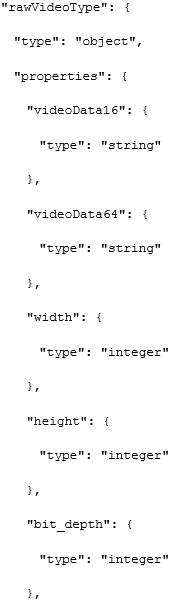 "rawVideoType": {
"type": "object",
"properties": {
"videoData16": {
"type": "string"
},
"videoData64": {
"type": "string"
},
"width": {
"type": "integer"
},
"height": {
"type": "integer"
},
"bit_depth": {
"type": "integer"
},